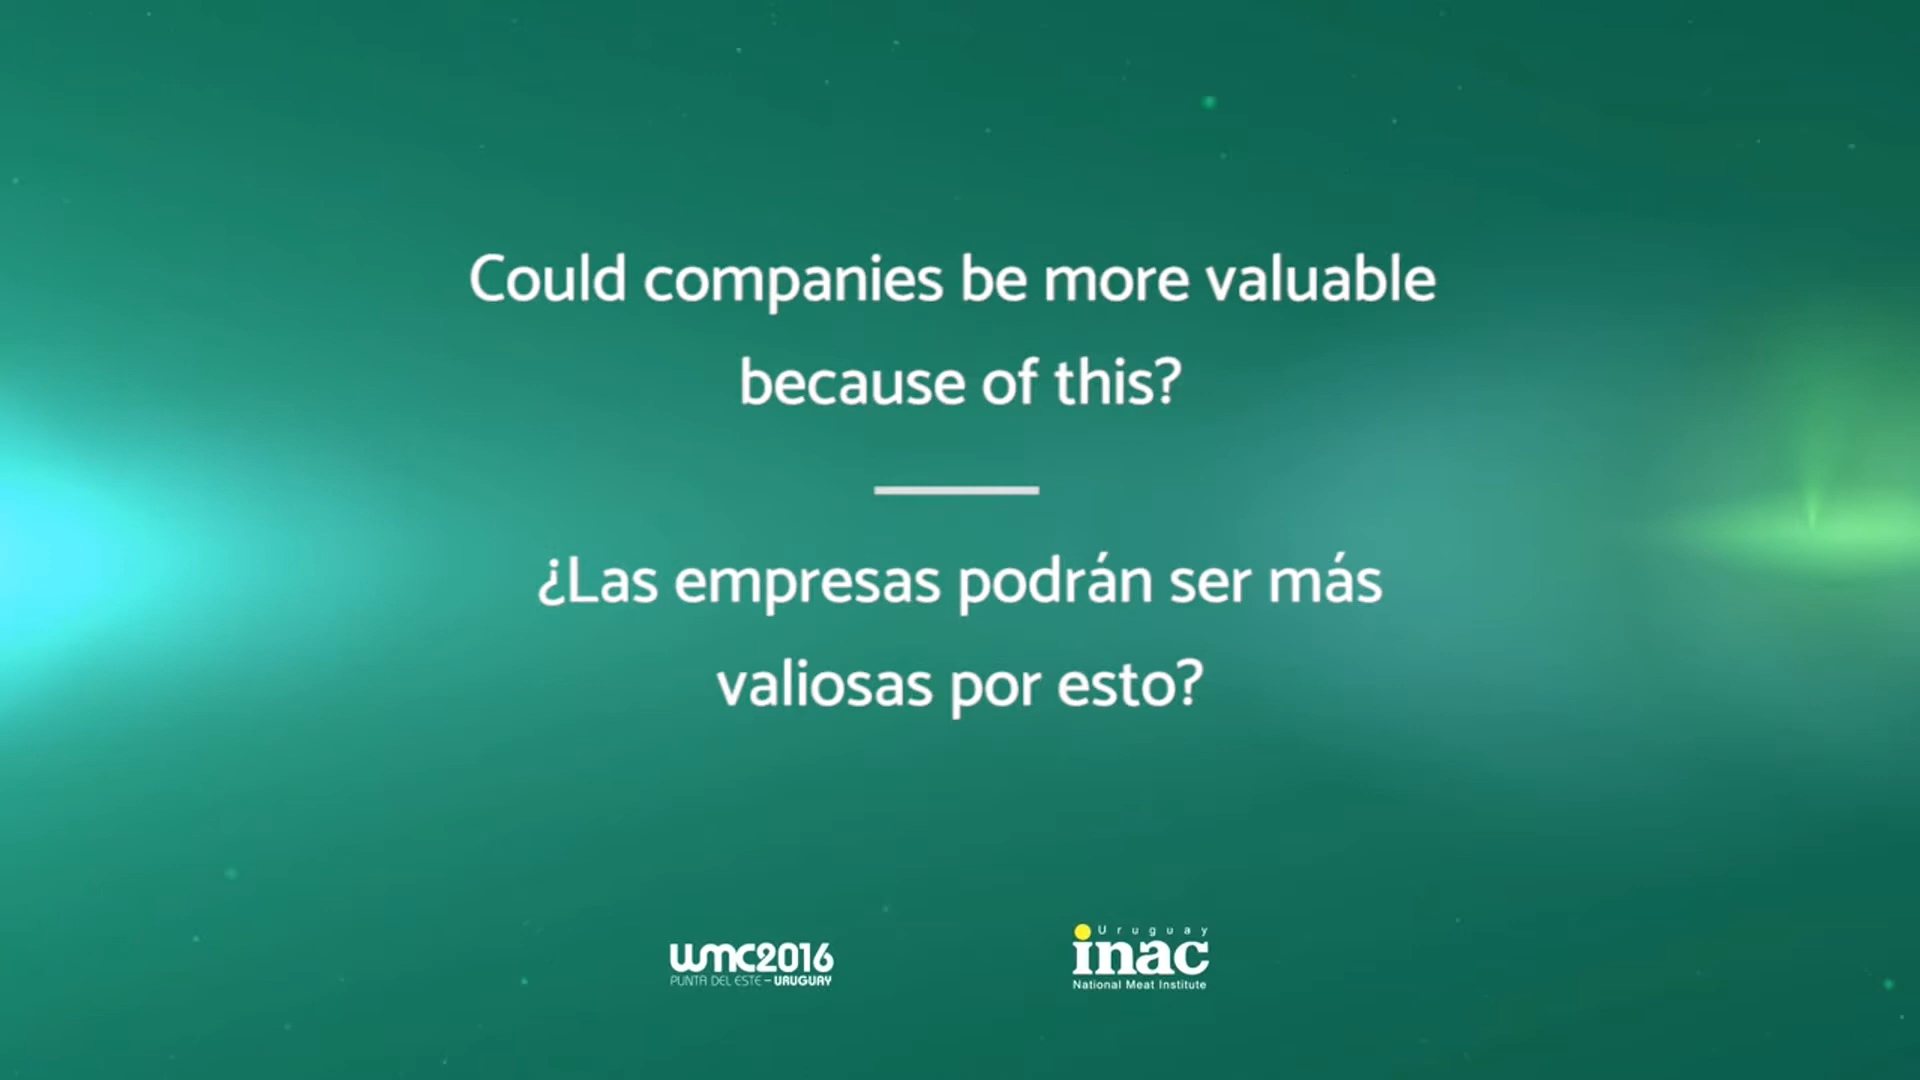 Could companies be more valuable
because of this?
¿Las empresas podrán ser más
valiosas por esto?
wmc2016
PUNTA DEL ESTE – URUGUAY
Uruguay
inac
National Meat Institute